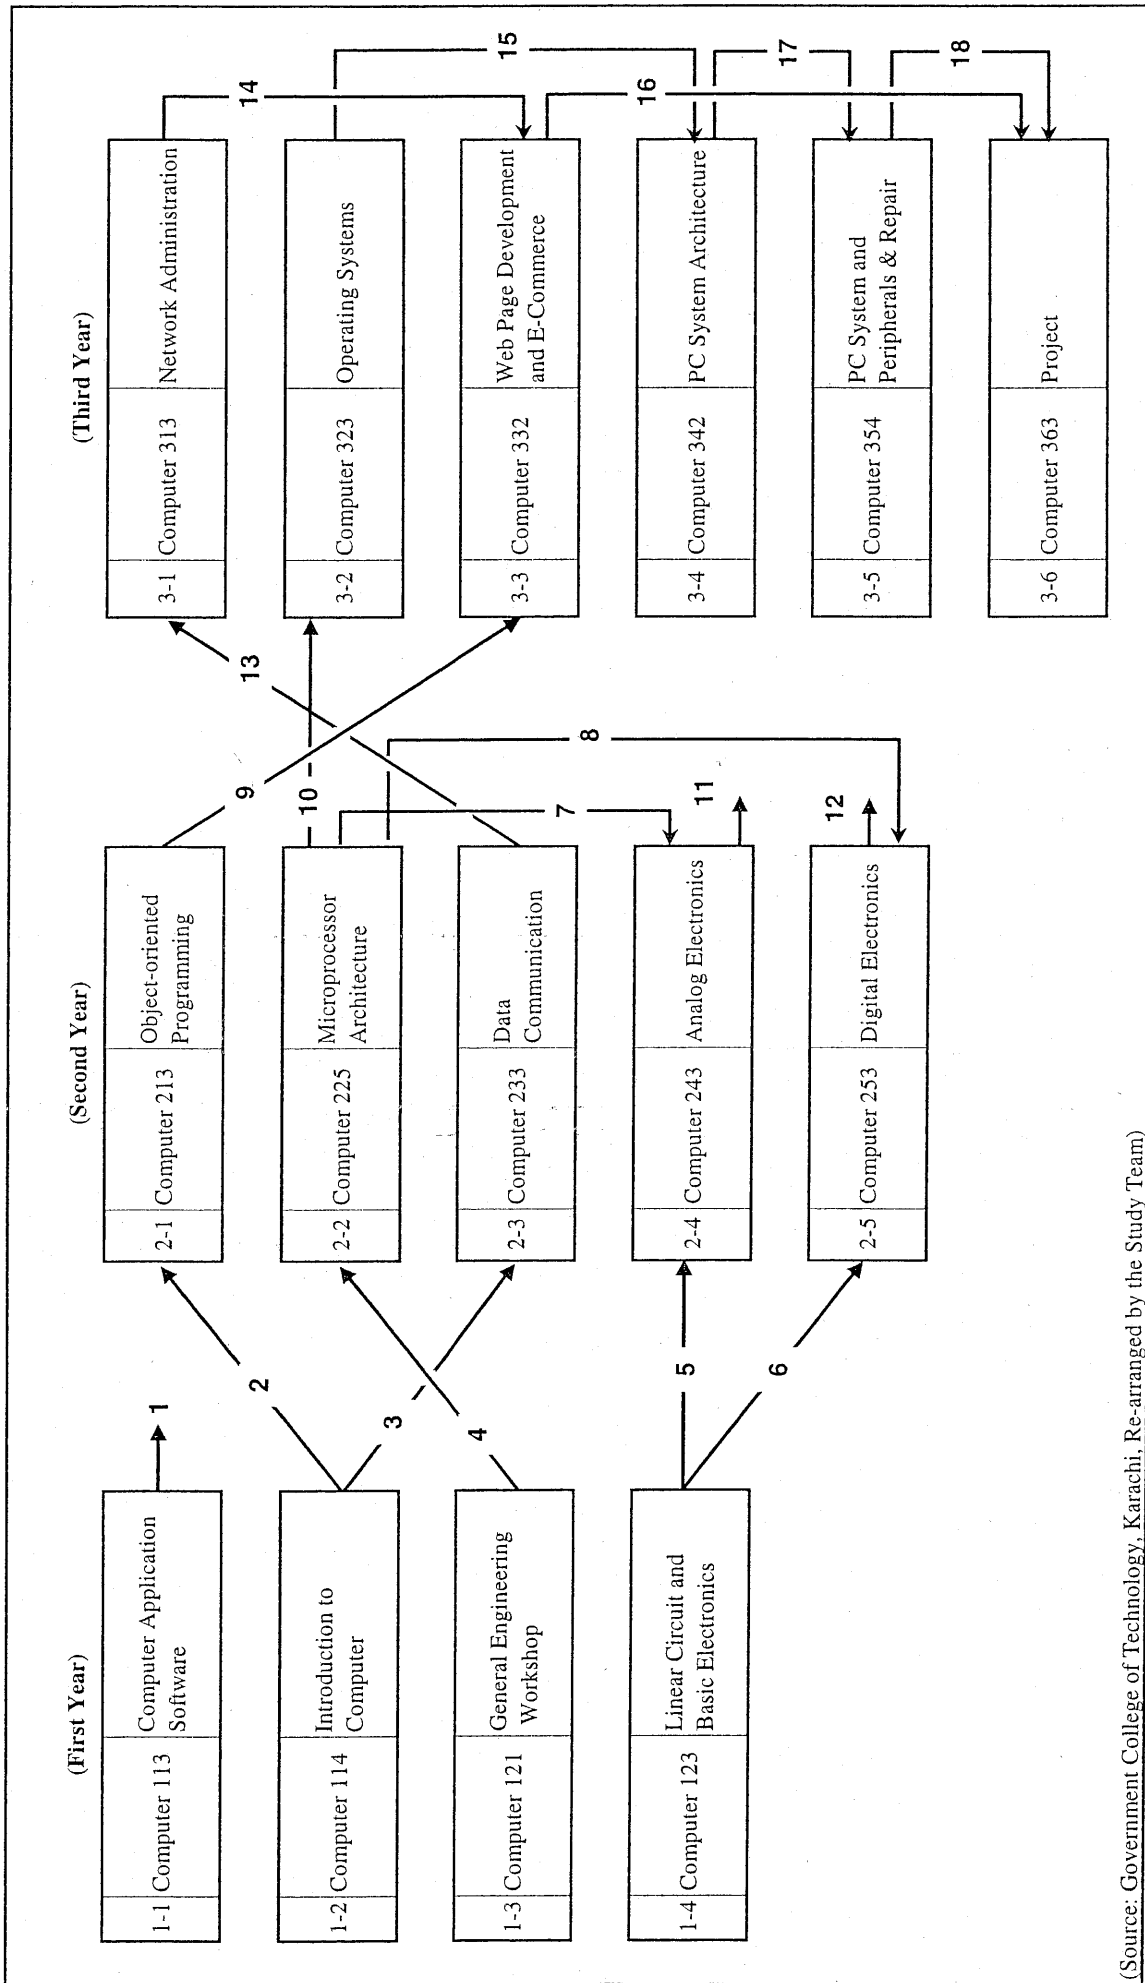 (First Year)
1-1 Computer 113 Computer Application
Software
1-2 Computer 114 Introduction to
Computer
1-3 Computer 121 General Engineering
Workshop
1-4 Computer 123 Linear Circuit and
Basic Electronics
1
2
3
4
5
6
(Second Year)
2-1 Computer 213 Object-oriented
Programming
2-2 Computer 225 Microprocessor
Architecture
2-3 Computer 233 Data
Communication
2-4 Computer 243 Analog Electronics
2-5 Computer 253 Digital Electronics
9
10
13
7
8
11
12
(Third Year)
3-1 Computer 313 Network Administration
3-2 Computer 323 Operating Systems
3-3 Computer 332 Web Page Development
and E-Commerce
3-4 Computer 342 PC System Architecture
3-5 Computer 354 PC System and
Peripherals & Repair
3-6 Computer 363 Project
14
15
16
17
18
(Source: Government College of Technology, Karachi, Re-arranged by the Study Team)